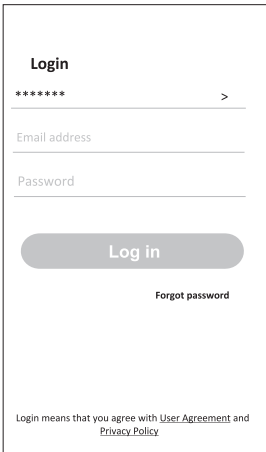 Login
******* >
Email address
Password
Log in
Forgot password
Login means that you agree with User Agreement and
Privacy Policy